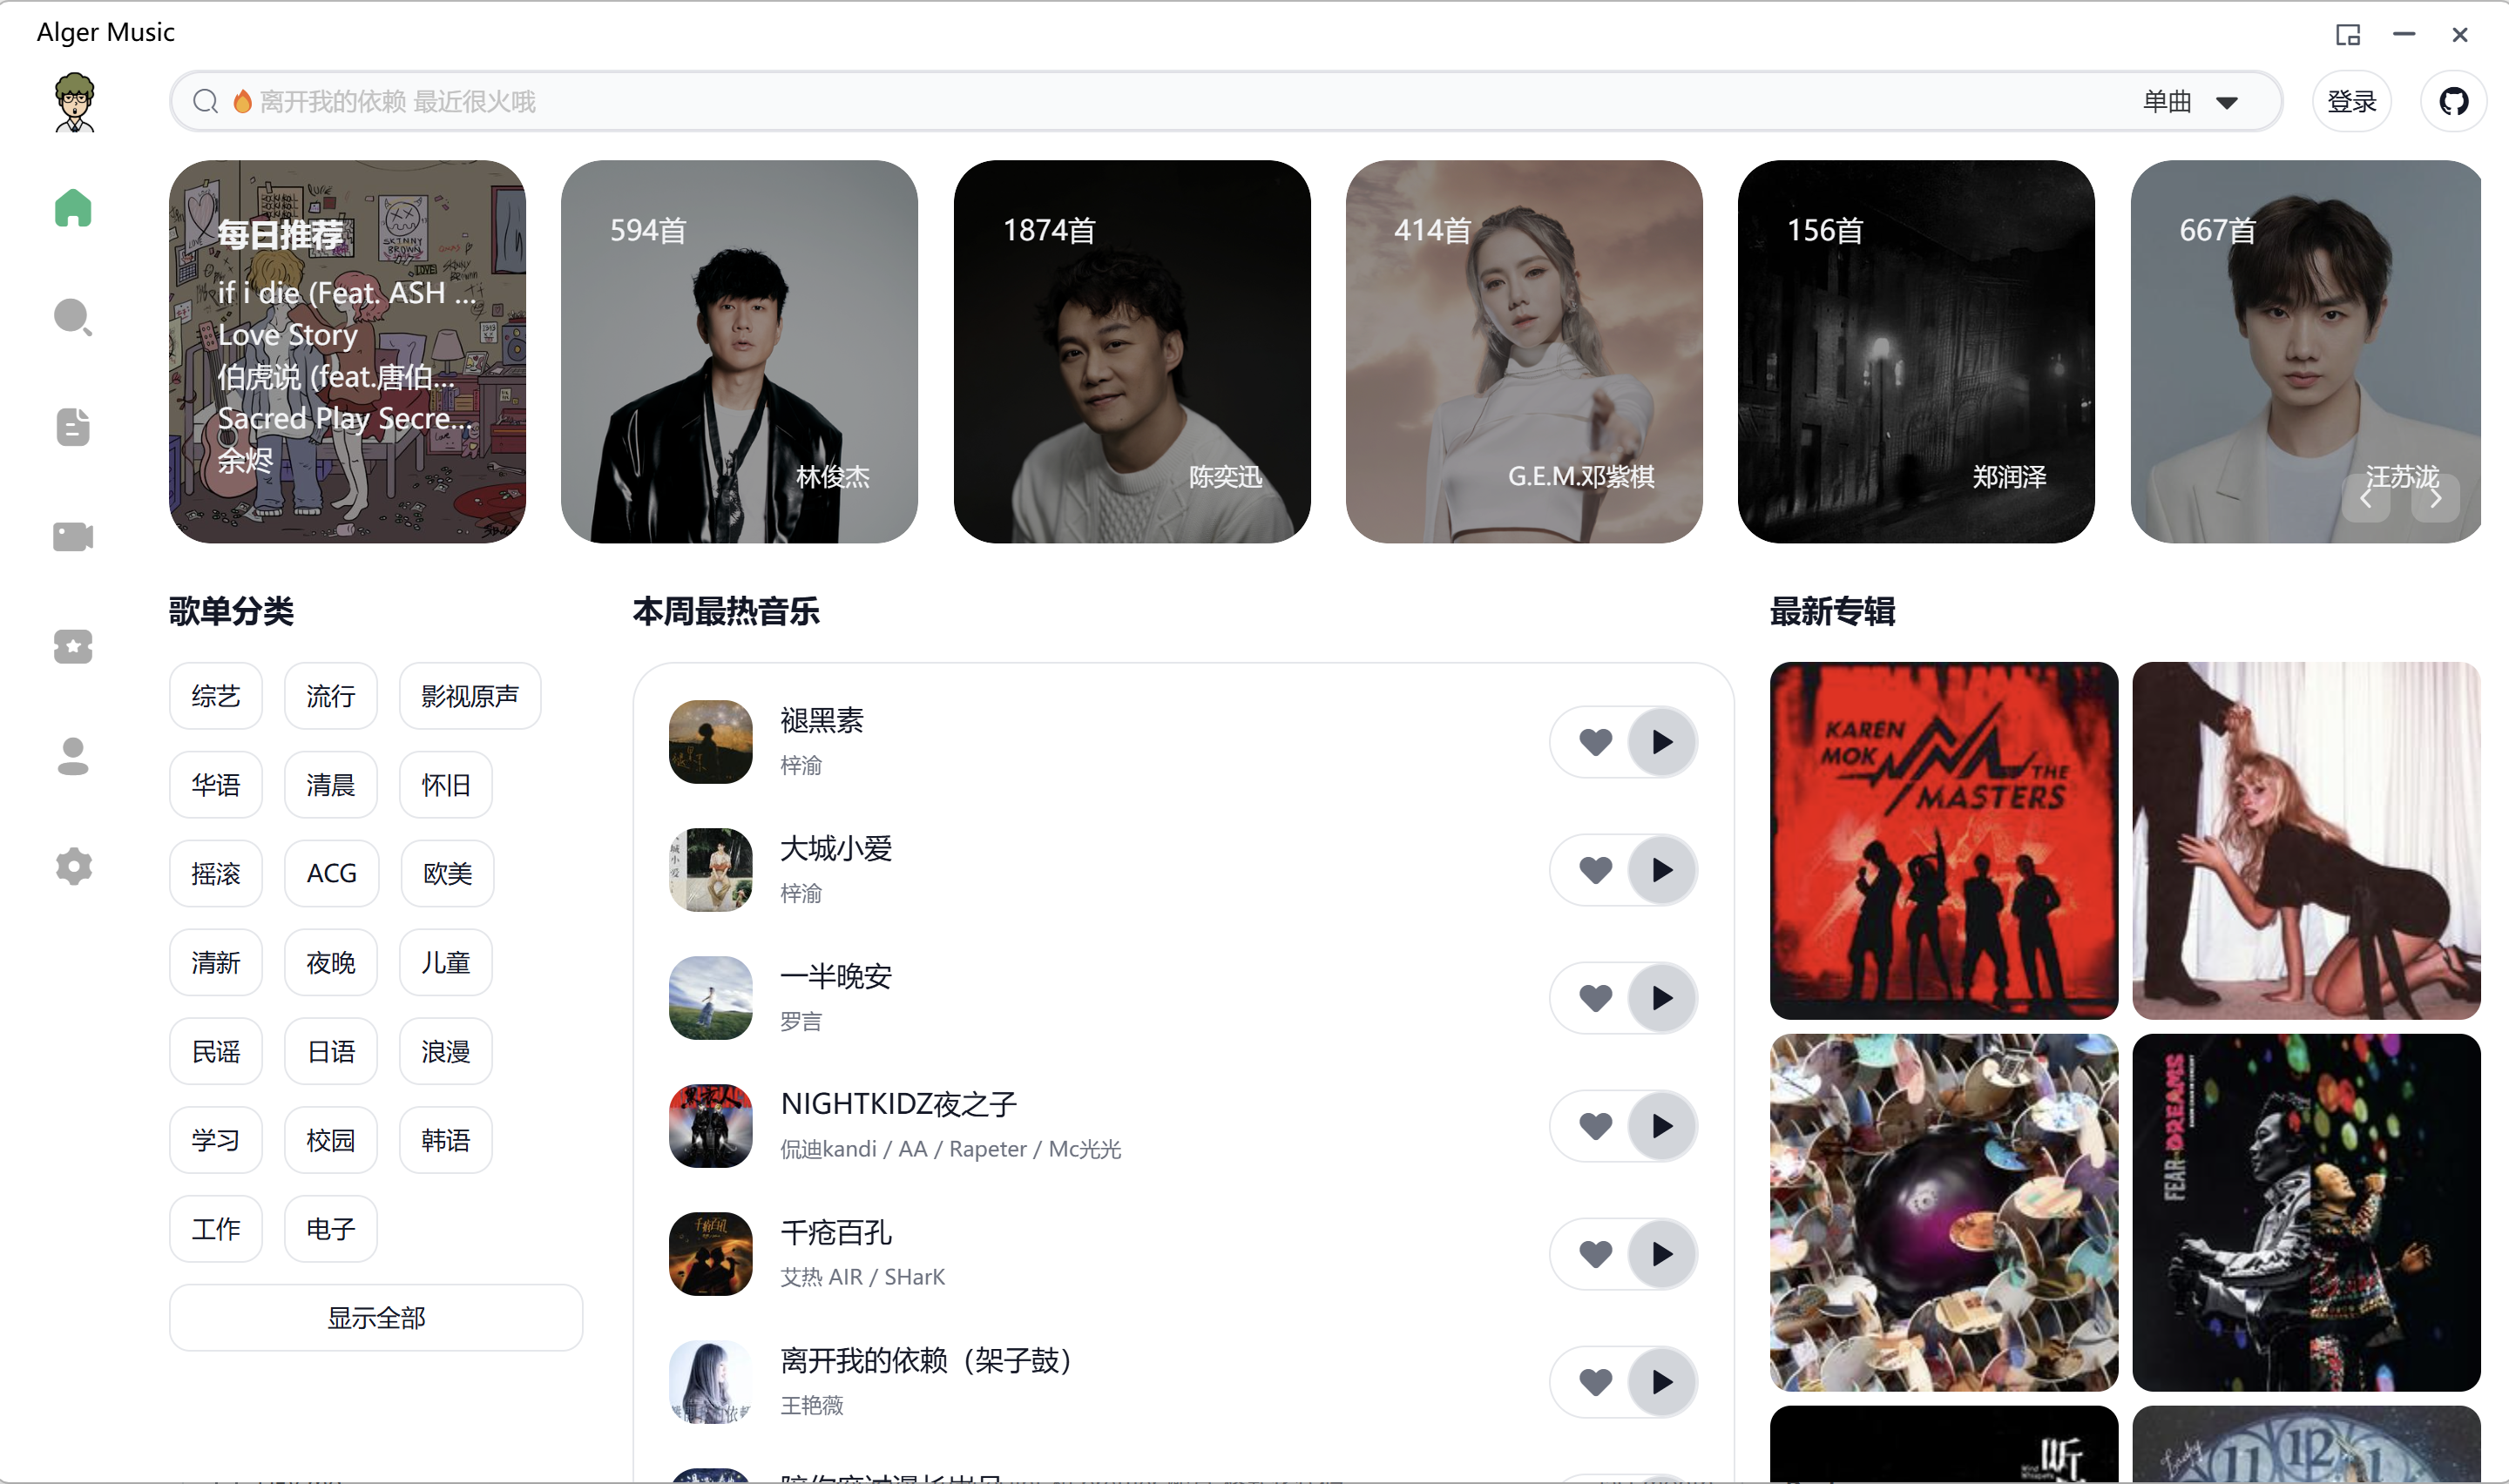 Alger Music
离开我的依赖 最近很火哦
单曲
登录
每日推荐
if i die (Feat. ASH ...
Love Story
伯虎说 (feat.唐伯...
Sacred Play Secre...
余烬
594首
林俊杰
1874首
陈奕迅
414首
G.E.M.邓紫棋
156首
郑润泽
667首
汪苏泷
歌单分类
综艺 流行 影视原声
华语 清晨 怀旧
摇滚 ACG 欧美
清新 夜晚 儿童
民谣 日语 浪漫
学习 校园 韩语
工作 电子
显示全部
本周最热音乐
褪黑素
梓渝
大城小爱
梓渝
一半晚安
罗言
NIGHTKIDZ夜之子
侃迪kandi / AA / Rapeter / Mc光光
千疮百孔
艾热 AIR / SHarK
离开我的依赖（架子鼓）
王艳薇
最新专辑
KAREN
MOK
THE
MASTERS
FEAR and DREAMS
听
11 12